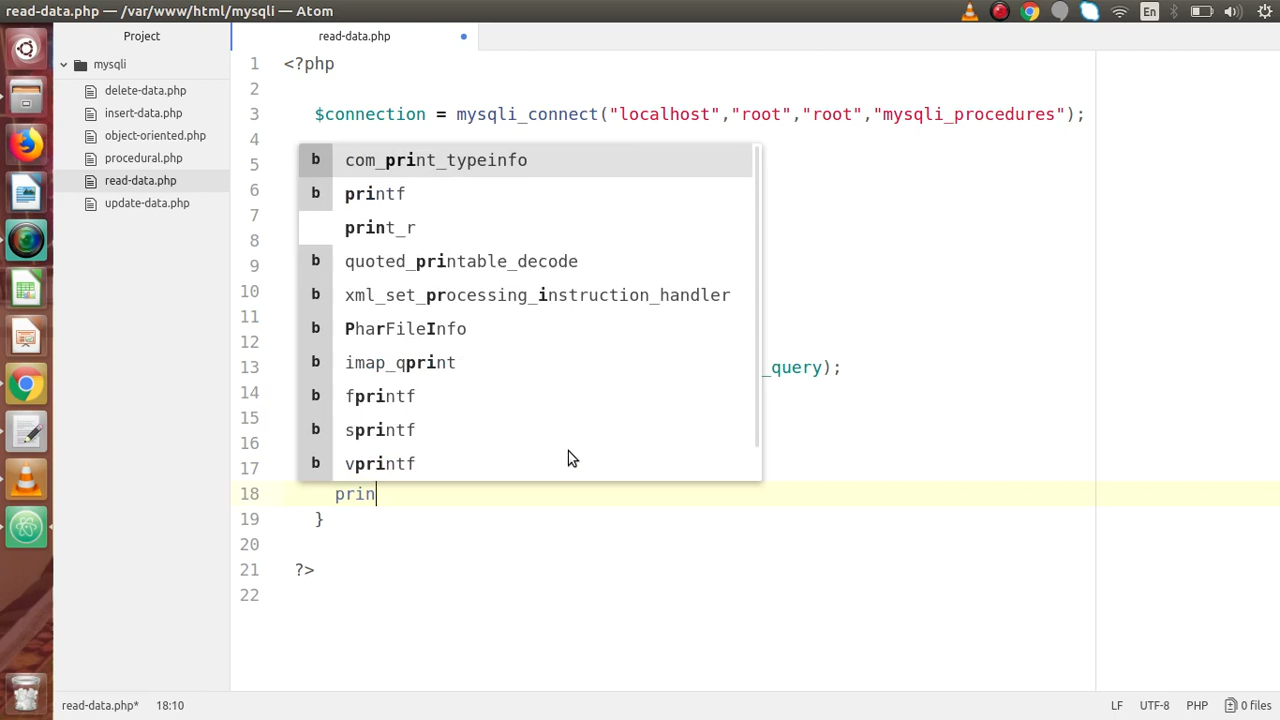 read-data.php — /var/www/html/mysqli — Atom
En
Project
mysqli
delete-data.php
insert-data.php
object-oriented.php
procedural.php
read-data.php
update-data.php
read-data.php
1 <?php
2
3 $connection = mysqli_connect("localhost","root","root","mysqli_procedures");
4
5
6
7
8
9
10
11
12
13 _query);
14
15
16
17
18 prin
19 }
20
21 ?>
22
b com_print_typeinfo
b printf
print_r
b quoted_printable_decode
b xml_set_processing_instruction_handler
b PharFileInfo
b imap_qprint
b fprintf
b sprintf
b vprintf
read-data.php* 18:10
LF UTF-8 PHP 0 files